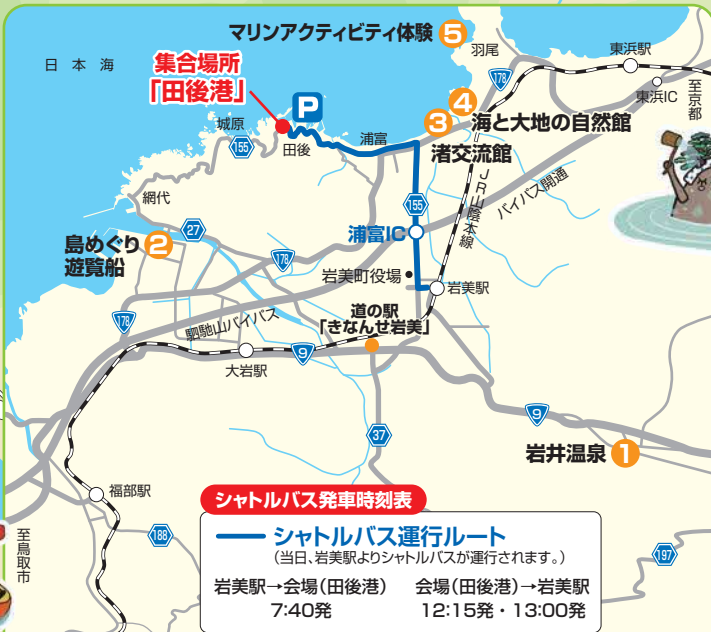 マリンアクティビティ体験 5
羽尾
東浜駅
日本海
集合場所
「田後港」
178
東浜IC
至京都
P
4
海と大地の自然館
3
渚交流館
城原
155
田後
浦富
JR山陰本線
バイパス開通
網代
155
27
浦富IC
島めぐり 2
遊覧船
178
岩美町役場
岩美駅
道の駅
「きなんせ岩美」
178
駟馳山バイパス
9
大岩駅
9
37
岩井温泉 1
福部駅
188
至鳥取市
197
シャトルバス発車時刻表
シャトルバス運行ルート
(当日、岩美駅よりシャトルバスが運行されます。)
岩美駅→会場(田後港)
7:40発
会場(田後港)→岩美駅
12:15発・13:00発